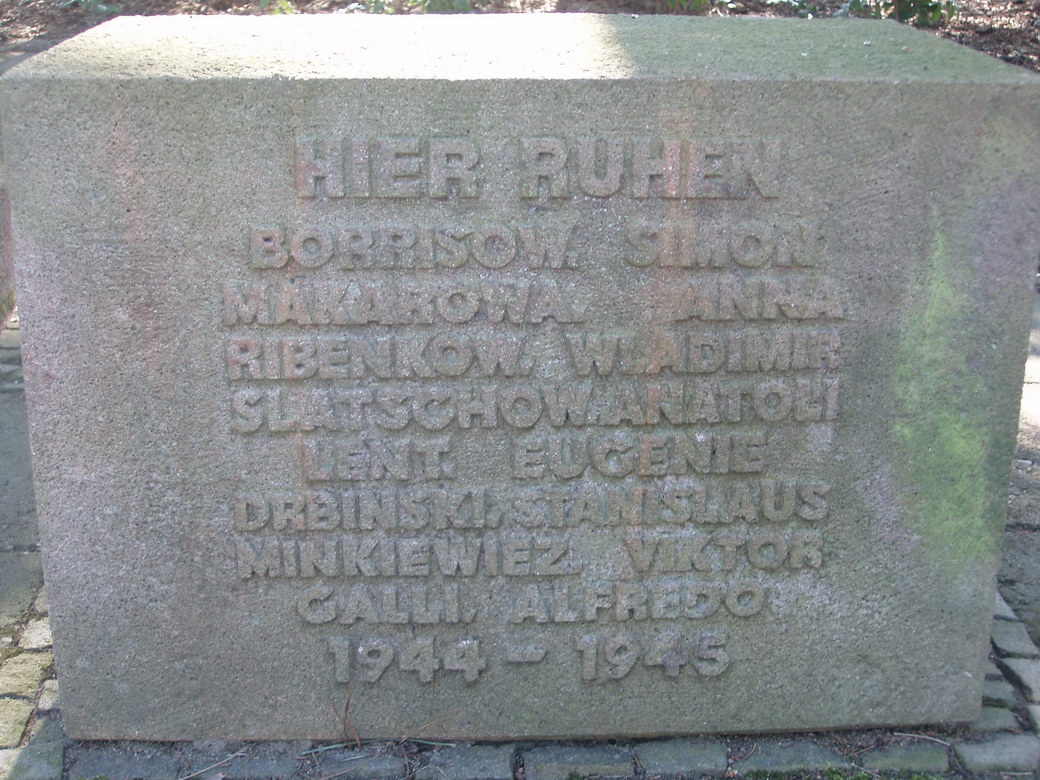 HIER RUHEN
BORRISOW, SIMON
MAKAROWA, ANNA
RIBENKOW, WLADIMIR
SLATSCHOW, ANATOLI
LENT, EUGENIE
DRBINSKI, STANISLAUS
MINKIEWIEZ, VIKTOR
GALLI, ALFREDO
1944 – 1945